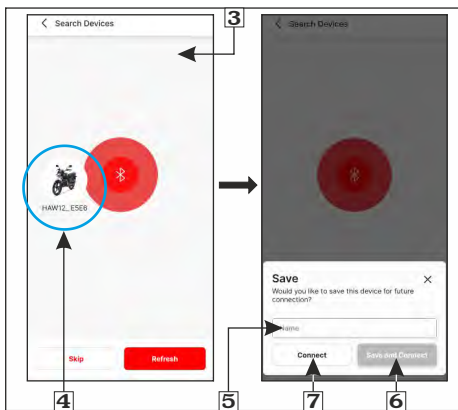 Search Devices
3
HAW12_E5E6
Skip
Refresh
4
Search Devices
Save
Would you like to save this device for future
connection?
Name
Connect
Save and Connect
5
7
6